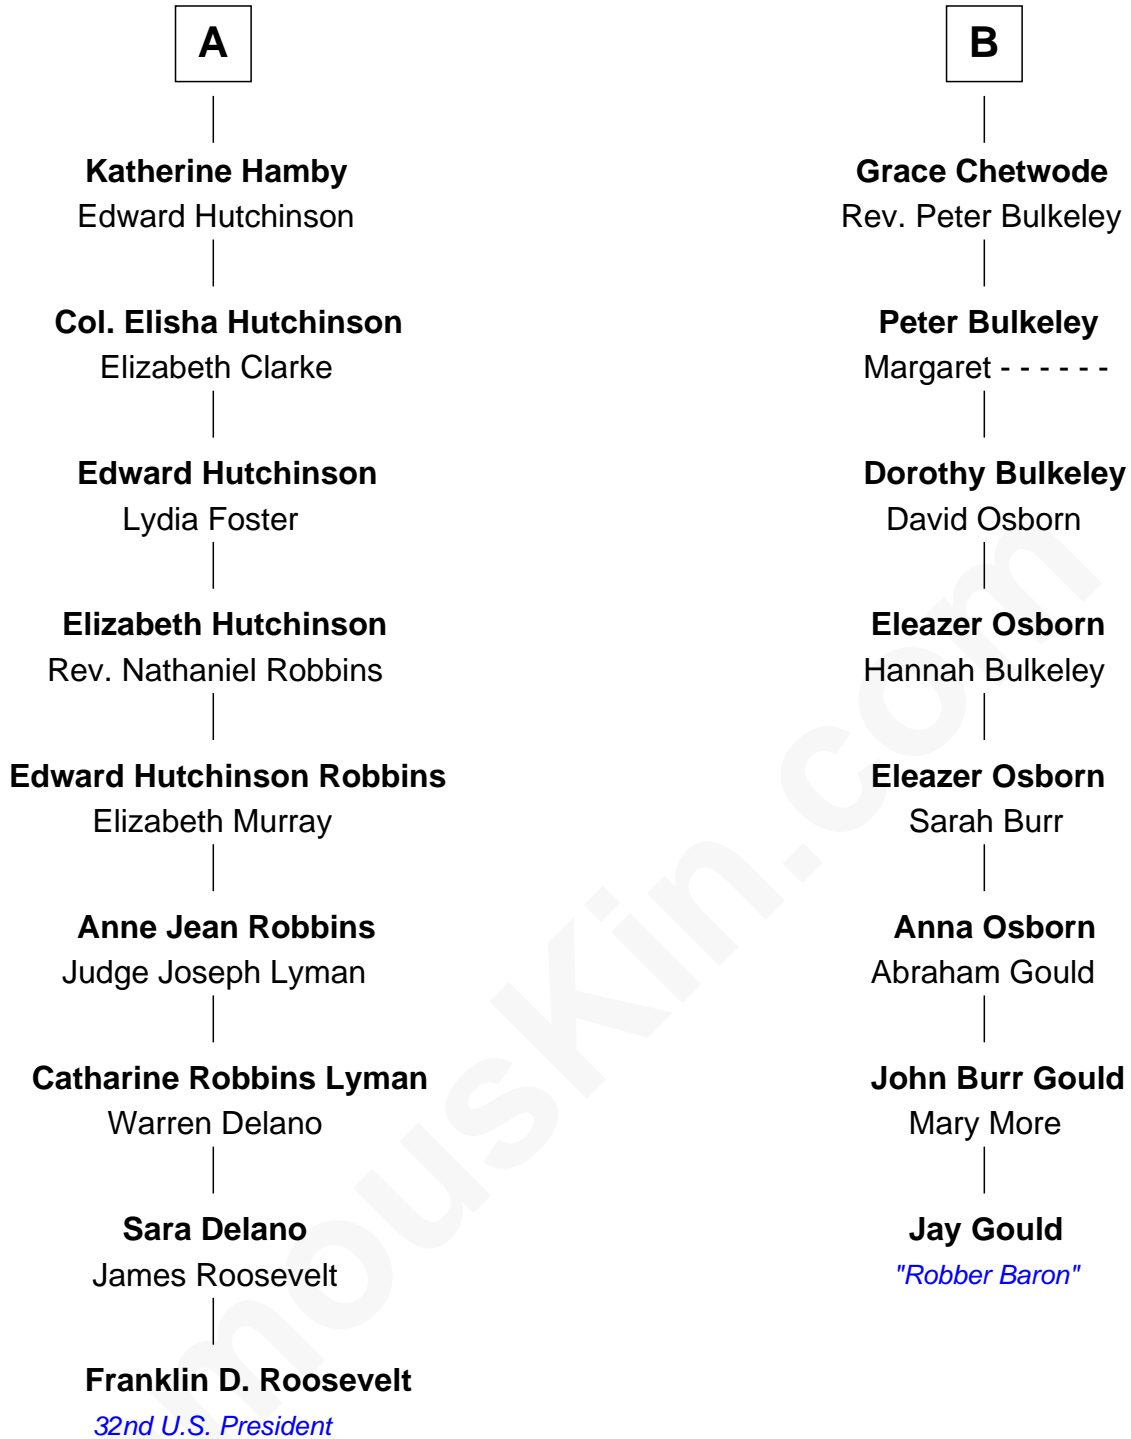 A
Katherine Hamby
Edward Hutchinson
Col. Elisha Hutchinson
Elizabeth Clarke
Edward Hutchinson
Lydia Foster
Elizabeth Hutchinson
Rev. Nathaniel Robbins
Edward Hutchinson Robbins
Elizabeth Murray
Anne Jean Robbins
Judge Joseph Lyman
Catharine Robbins Lyman
Warren Delano
Sara Delano
James Roosevelt
Franklin D. Roosevelt
32nd U.S. President
B
Grace Chetwode
Rev. Peter Bulkeley
Peter Bulkeley
Margaret - - - - - -
Dorothy Bulkeley
David Osborn
Eleazer Osborn
Hannah Bulkeley
Eleazer Osborn
Sarah Burr
Anna Osborn
Abraham Gould
John Burr Gould
Mary More
Jay Gould
"Robber Baron"
mousKin.com